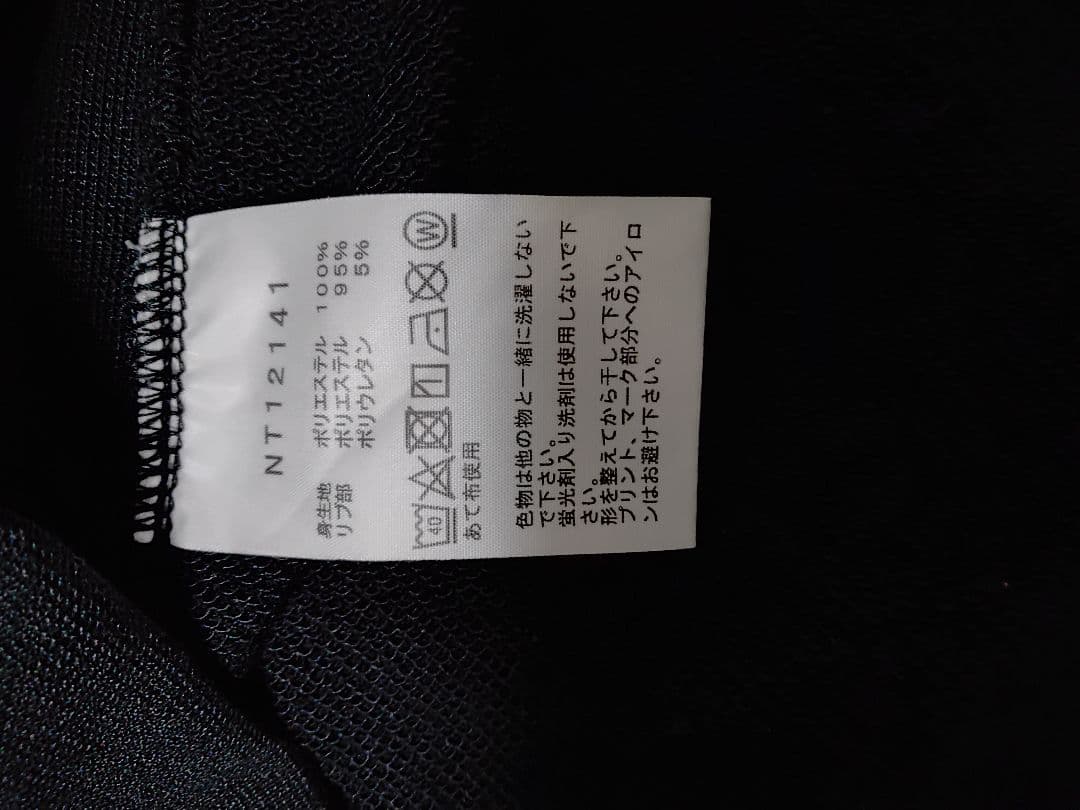 NT12141
身生地 ポリエステル 100%
リブ部 ポリエステル 95%
ポリウレタン 5%
40 W
あて布使用
色物は他の物と一緒に洗濯しない
で下さい。
蛍光剤入り洗剤は使用しないで下
さい。
形を整えてから干して下さい。
プリント、マーク部分へのアイロ
ンはお避け下さい。